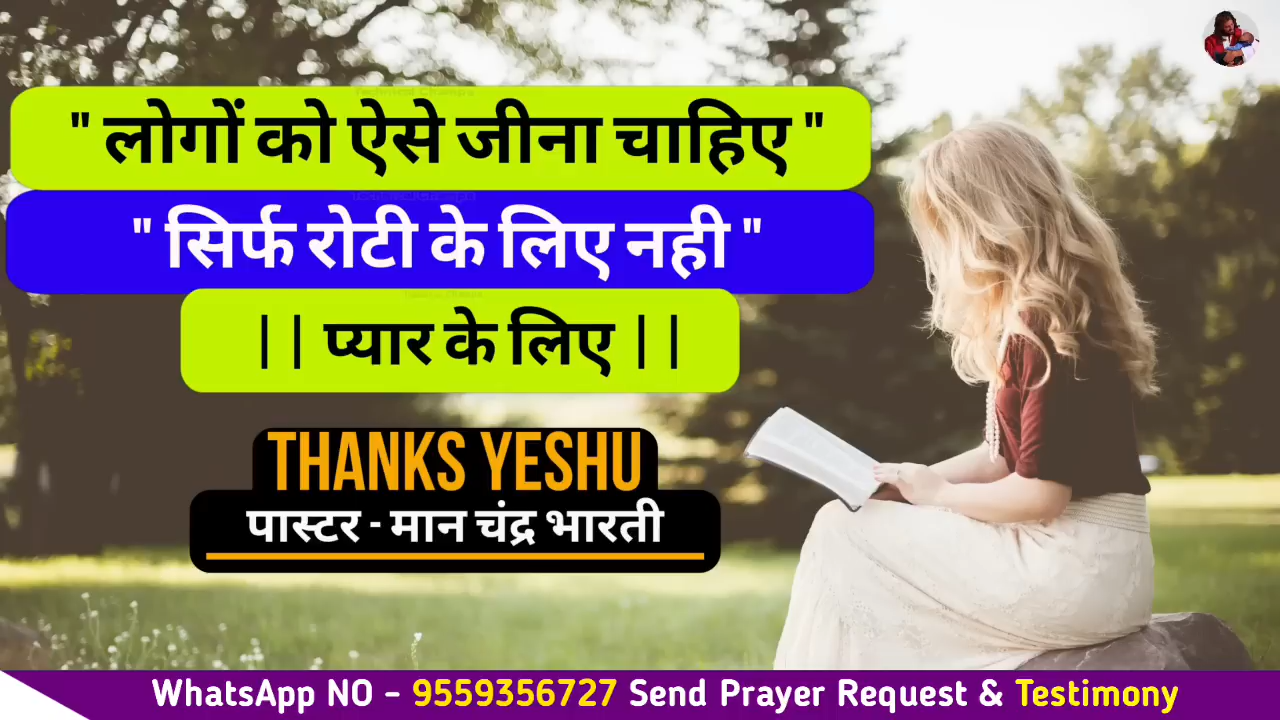 " लोगों को ऐसे जीना चाहिए "
" सिर्फ रोटी के लिए नही "
|| प्यार के लिए ||
THANKS YESHU
पास्टर - मान चंद्र भारती
WhatsApp NO - 9559356727 Send Prayer Request & Testimony